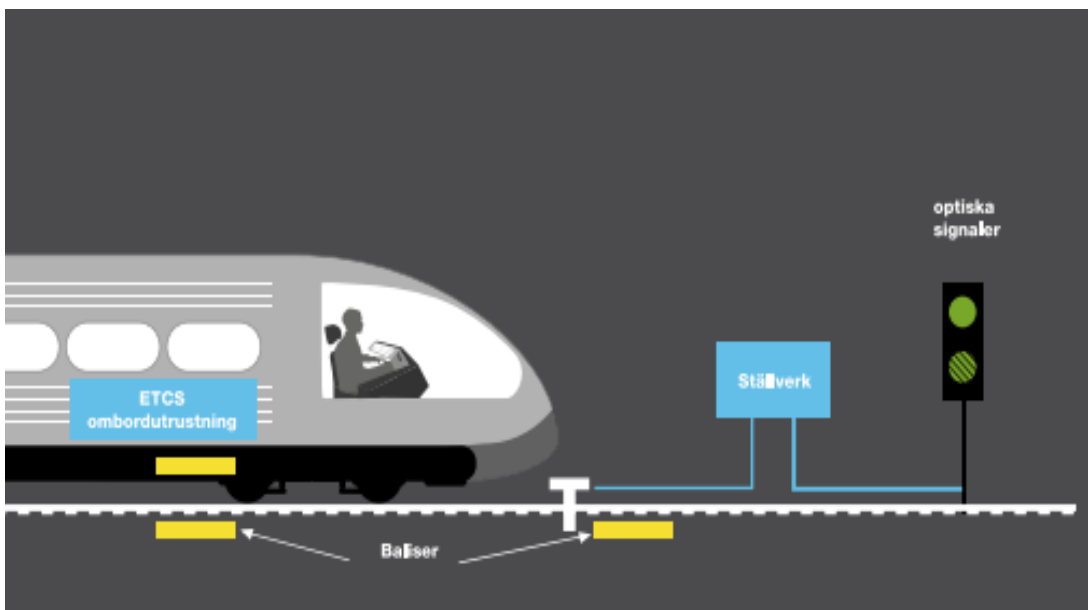 optiska
signaler
Ställverk
ETCS
ombordutrustning
Baliser